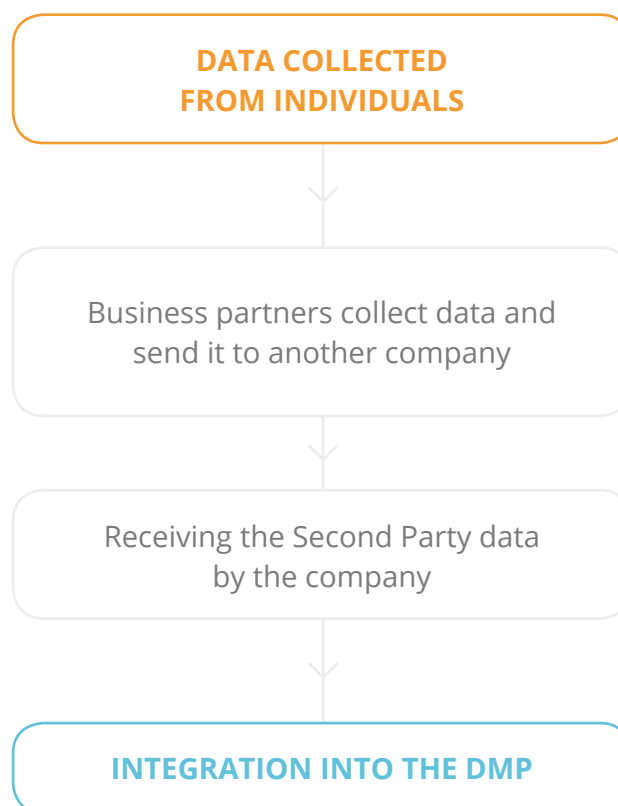 DATA COLLECTED
FROM INDIVIDUALS
Business partners collect data and
send it to another company
Receiving the Second Party data
by the company
INTEGRATION INTO THE DMP